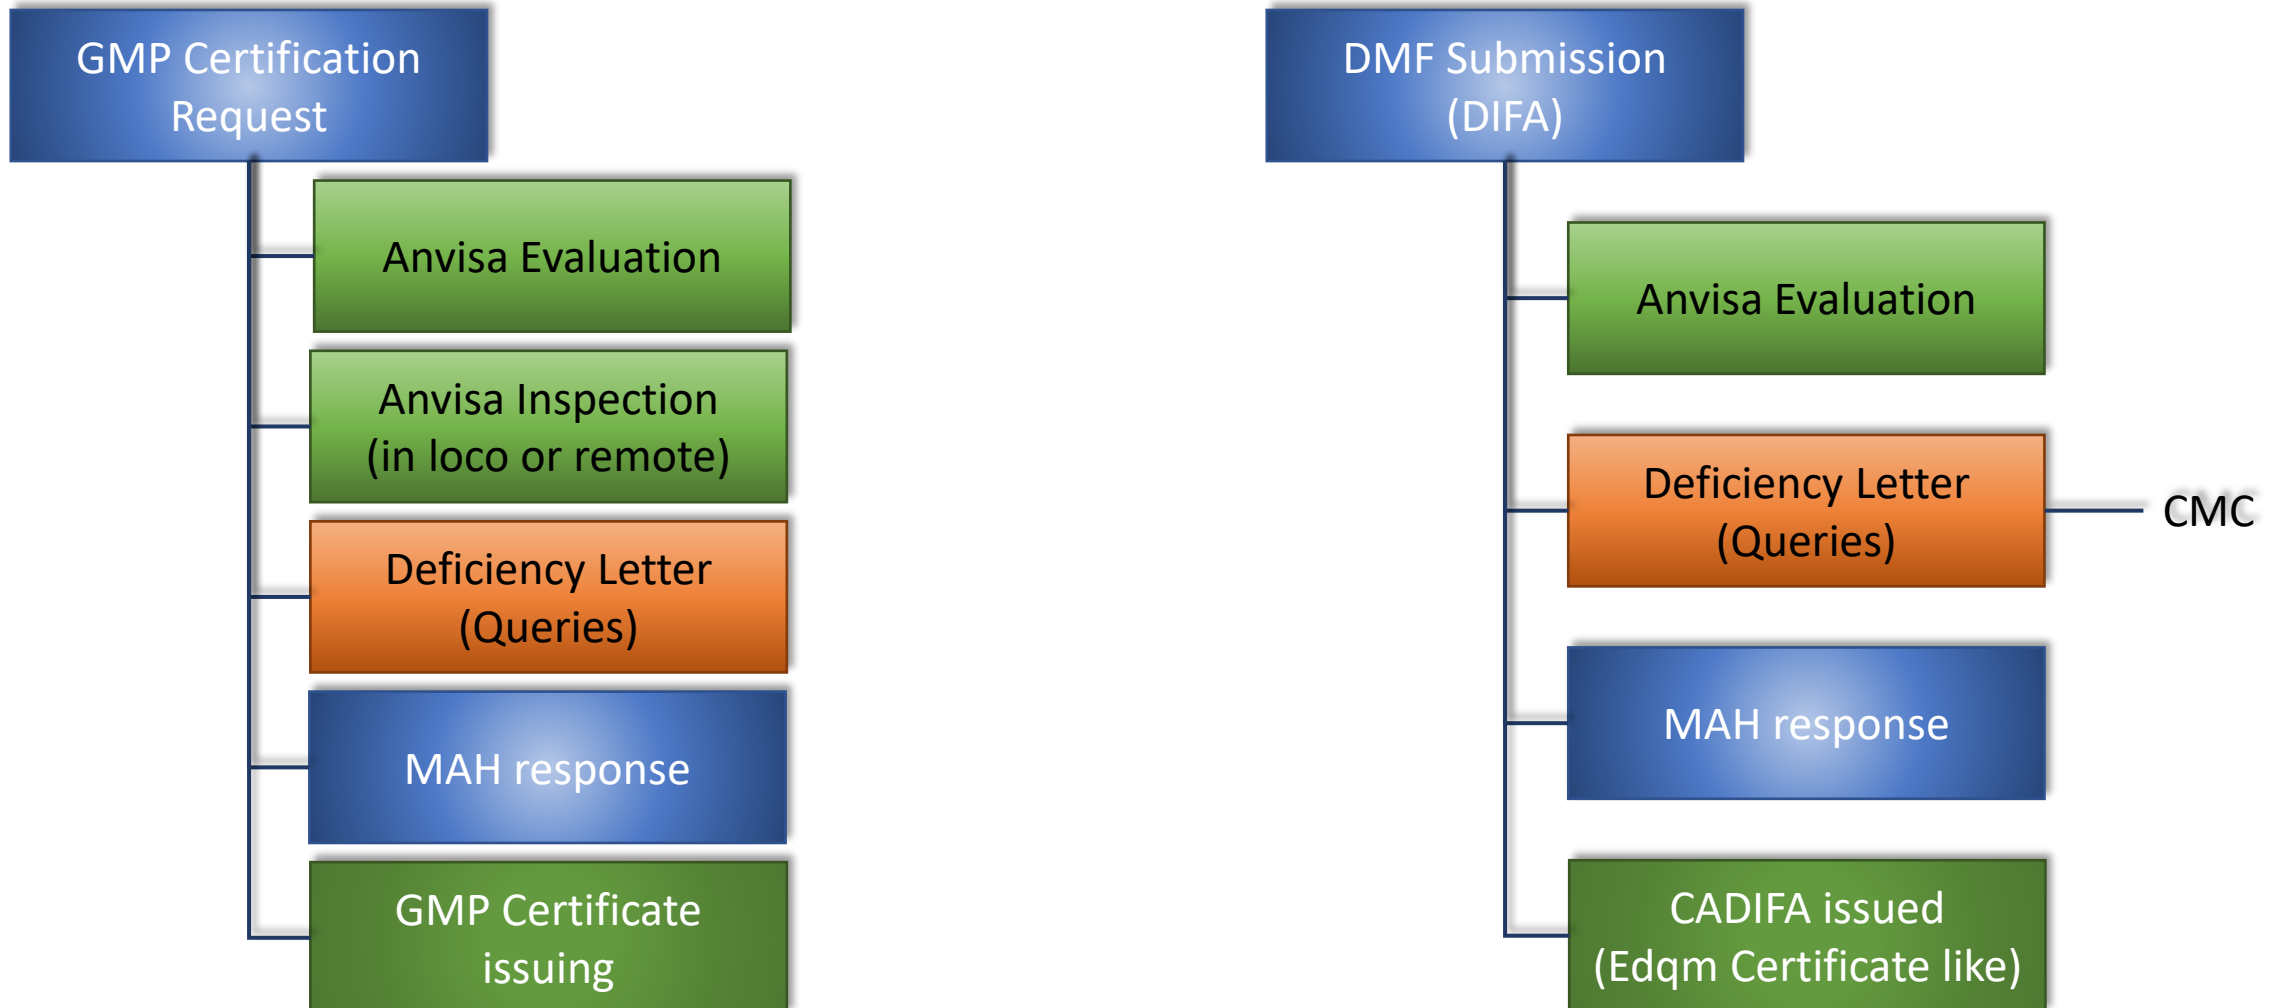 GMP Certification
Request
Anvisa Evaluation
Anvisa Inspection
(in loco or remote)
Deficiency Letter
(Queries)
MAH response
GMP Certificate
issuing
DMF Submission
(DIFA)
Anvisa Evaluation
Deficiency Letter
(Queries)
CMC
MAH response
CADIFA issued
(Edqm Certificate like)